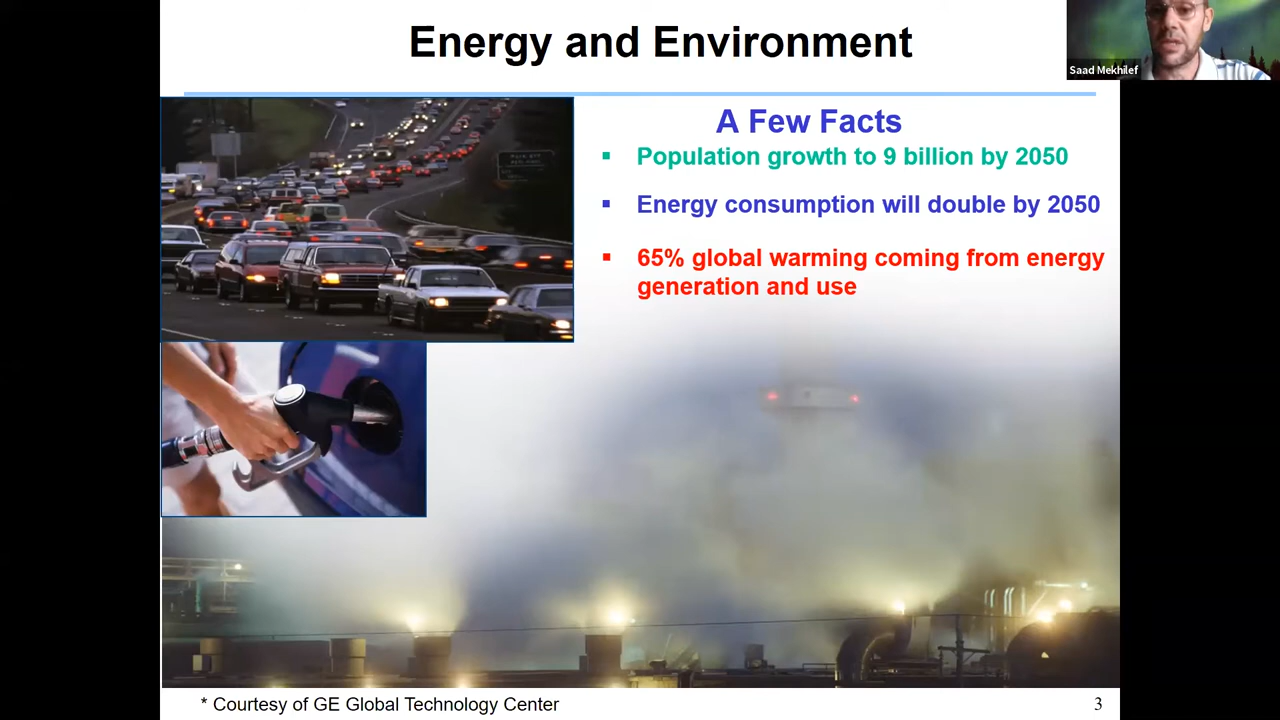 Energy and Environment
Saad Mekhilef
A Few Facts
▪ Population growth to 9 billion by 2050
▪ Energy consumption will double by 2050
▪ 65% global warming coming from energy
generation and use
* Courtesy of GE Global Technology Center
3